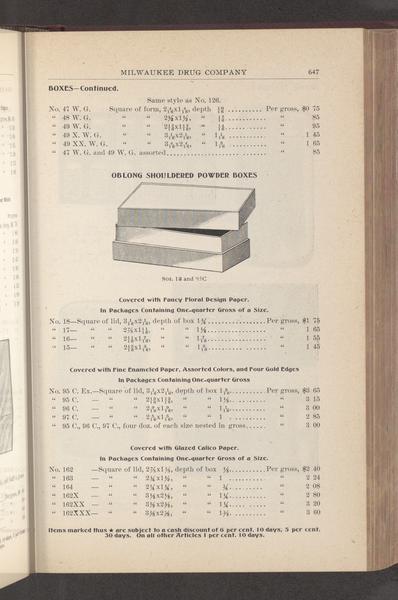 MILWAUKEE DRUG COMPANY 647
BOXES—Continued.
Same style as No. 126.
No. 47 W. G. Square of form, depth Per gross, $0 75
" 48 W. G. " " " " 85
" 49 W. G. " " " " 95
" 49 X. W. G. " " " " 1 45
" 49 XX. W. G. " " " " 1 65
" 47 W. G. and 49 W. G. assorted " 85
OBLONG SHOULDERED POWDER BOXES
Nos. 18 and 95C
Covered with Fancy Floral Design Paper.
In Packages Containing One-quarter Gross of a Size.
No. 18—Square of lid, depth of box Per gross, $1 75
" 17— " " " " " 1 65
" 16— " " " " " 1 55
" 15— " " " " " 1 45
Covered with Fine Enameled Paper, Assorted Colors, and Four Gold Edges
In Packages Containing One-quarter Gross
No. 95 C. Ex.—Square of lid, depth of box Per gross, $3 65
" 95 C. — " " " " 3 15
" 96 C. — " " " " 3 00
" 97 C. — " " " 1 " 2 85
" 95 C., 96 C., 97 C., four doz. of each size nested in gross " 3 00
Covered with Glazed Calico Paper.
In Packages Containing One-quarter Gross of a Size.
No. 162 —Square of lid, depth of box Per gross, $2 40
" 163 — " " " 1 " 2 24
" 164 — " " " " 2 08
" 162X — " " " " 2 80
" 162XX — " " " " 3 20
" 162XXX— " " " " 3 60
Items marked thus ★ are subject to a cash discount of 6 per cent. 10 days, 5 per cent.
30 days. On all other Articles 1 per cent. 10 days.